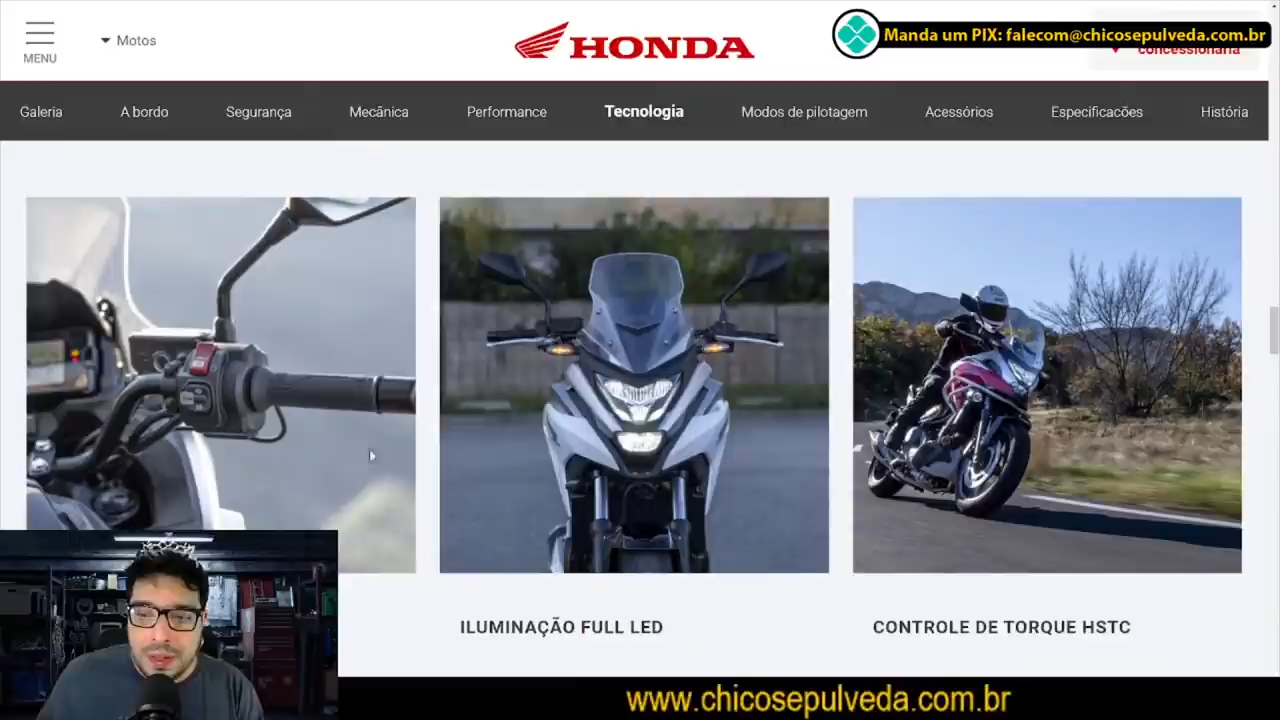 MENU
Motos
HONDA
Manda um PIX: falecom@chicosepulveda.com.br
concessionária
Galeria
A bordo
Segurança
Mecânica
Performance
Tecnologia
Modos de pilotagem
Acessórios
Especificacões
História
ILUMINAÇÃO FULL LED
CONTROLE DE TORQUE HSTC
www.chicosepulveda.com.br